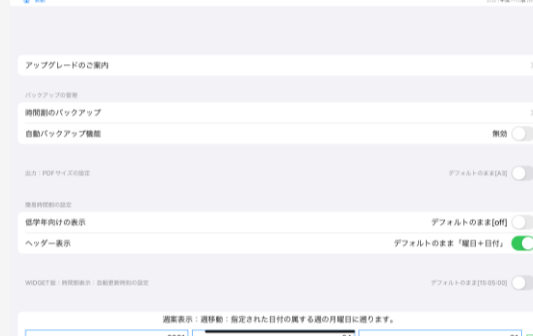 アップグレードのご案内
バックアップの管理
時間割のバックアップ
自動バックアップ機能 無効
出力：PDFサイズの設定 デフォルトのまま[A3]
簡易時間割の設定
低学年向けの表示 デフォルトのまま[off]
ヘッダー表示 デフォルトのまま「曜日＋日付」
WIDGET版：時間割表示：自動更新時刻の設定 デフォルトのまま[15:05:00]
週案表示：週移動：指定された日付の属する週の月曜日に遡ります。